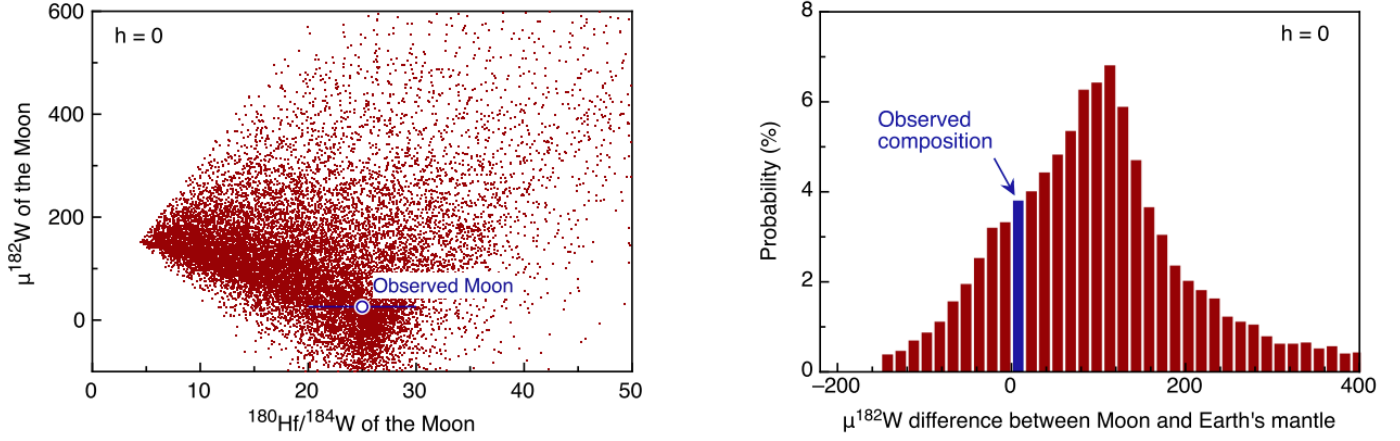 600
400
200
0
h = 0
Observed Moon
0
10
20
30
40
50
μ¹⁸²W of the Moon
¹⁸⁰Hf/¹⁸⁴W of the Moon
8
6
4
2
0
h = 0
Observed
composition
–200
0
200
400
Probability (%)
μ¹⁸²W difference between Moon and Earth's mantle